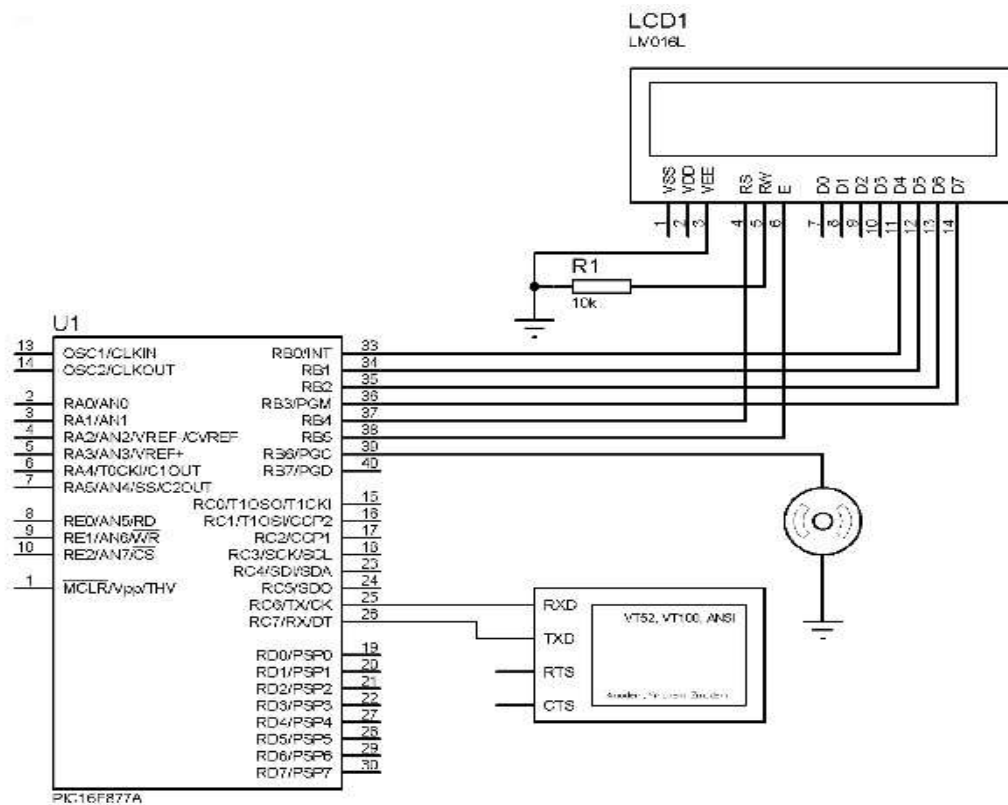 LCD1
LM016L
VSS
VDD
VEE
RS
RW
E
D0
D1
D2
D3
D4
D5
D6
D7
1
2
3
4
5
6
7
8
9
10
11
12
13
14
R1
10k
U1
13 OSC1/CLKIN
14 OSC2/CLKOUT
2 RA0/AN0
3 RA1/AN1
4 RA2/AN2/VREF-/CVREF
5 RA3/AN3/VREF+
6 RA4/T0CKI/C1OUT
7 RA5/AN4/SS/C2OUT
8 RE0/AN5/RD
9 RE1/AN6/WR
10 RE2/AN7/CS
1 MCLR/Vpp/THV
RB0/INT 33
RB1 34
RB2 35
RB3/PGM 36
RB4 37
RB5 38
RB6/PGC 39
RB7/PGD 40
RC0/T1OSO/T1CKI 15
RC1/T1OSI/CCP2 16
RC2/CCP1 17
RC3/SCK/SCL 18
RC4/SDI/SDA 23
RC5/SDO 24
RC6/TX/CK 25
RC7/RX/DT 26
RD0/PSP0 19
RD1/PSP1 20
RD2/PSP2 21
RD3/PSP3 22
RD4/PSP4 27
RD5/PSP5 28
RD6/PSP6 29
RD7/PSP7 30
PIC16F877A
RXD
TXD
RTS
CTS
VT52, VT100, ANSI